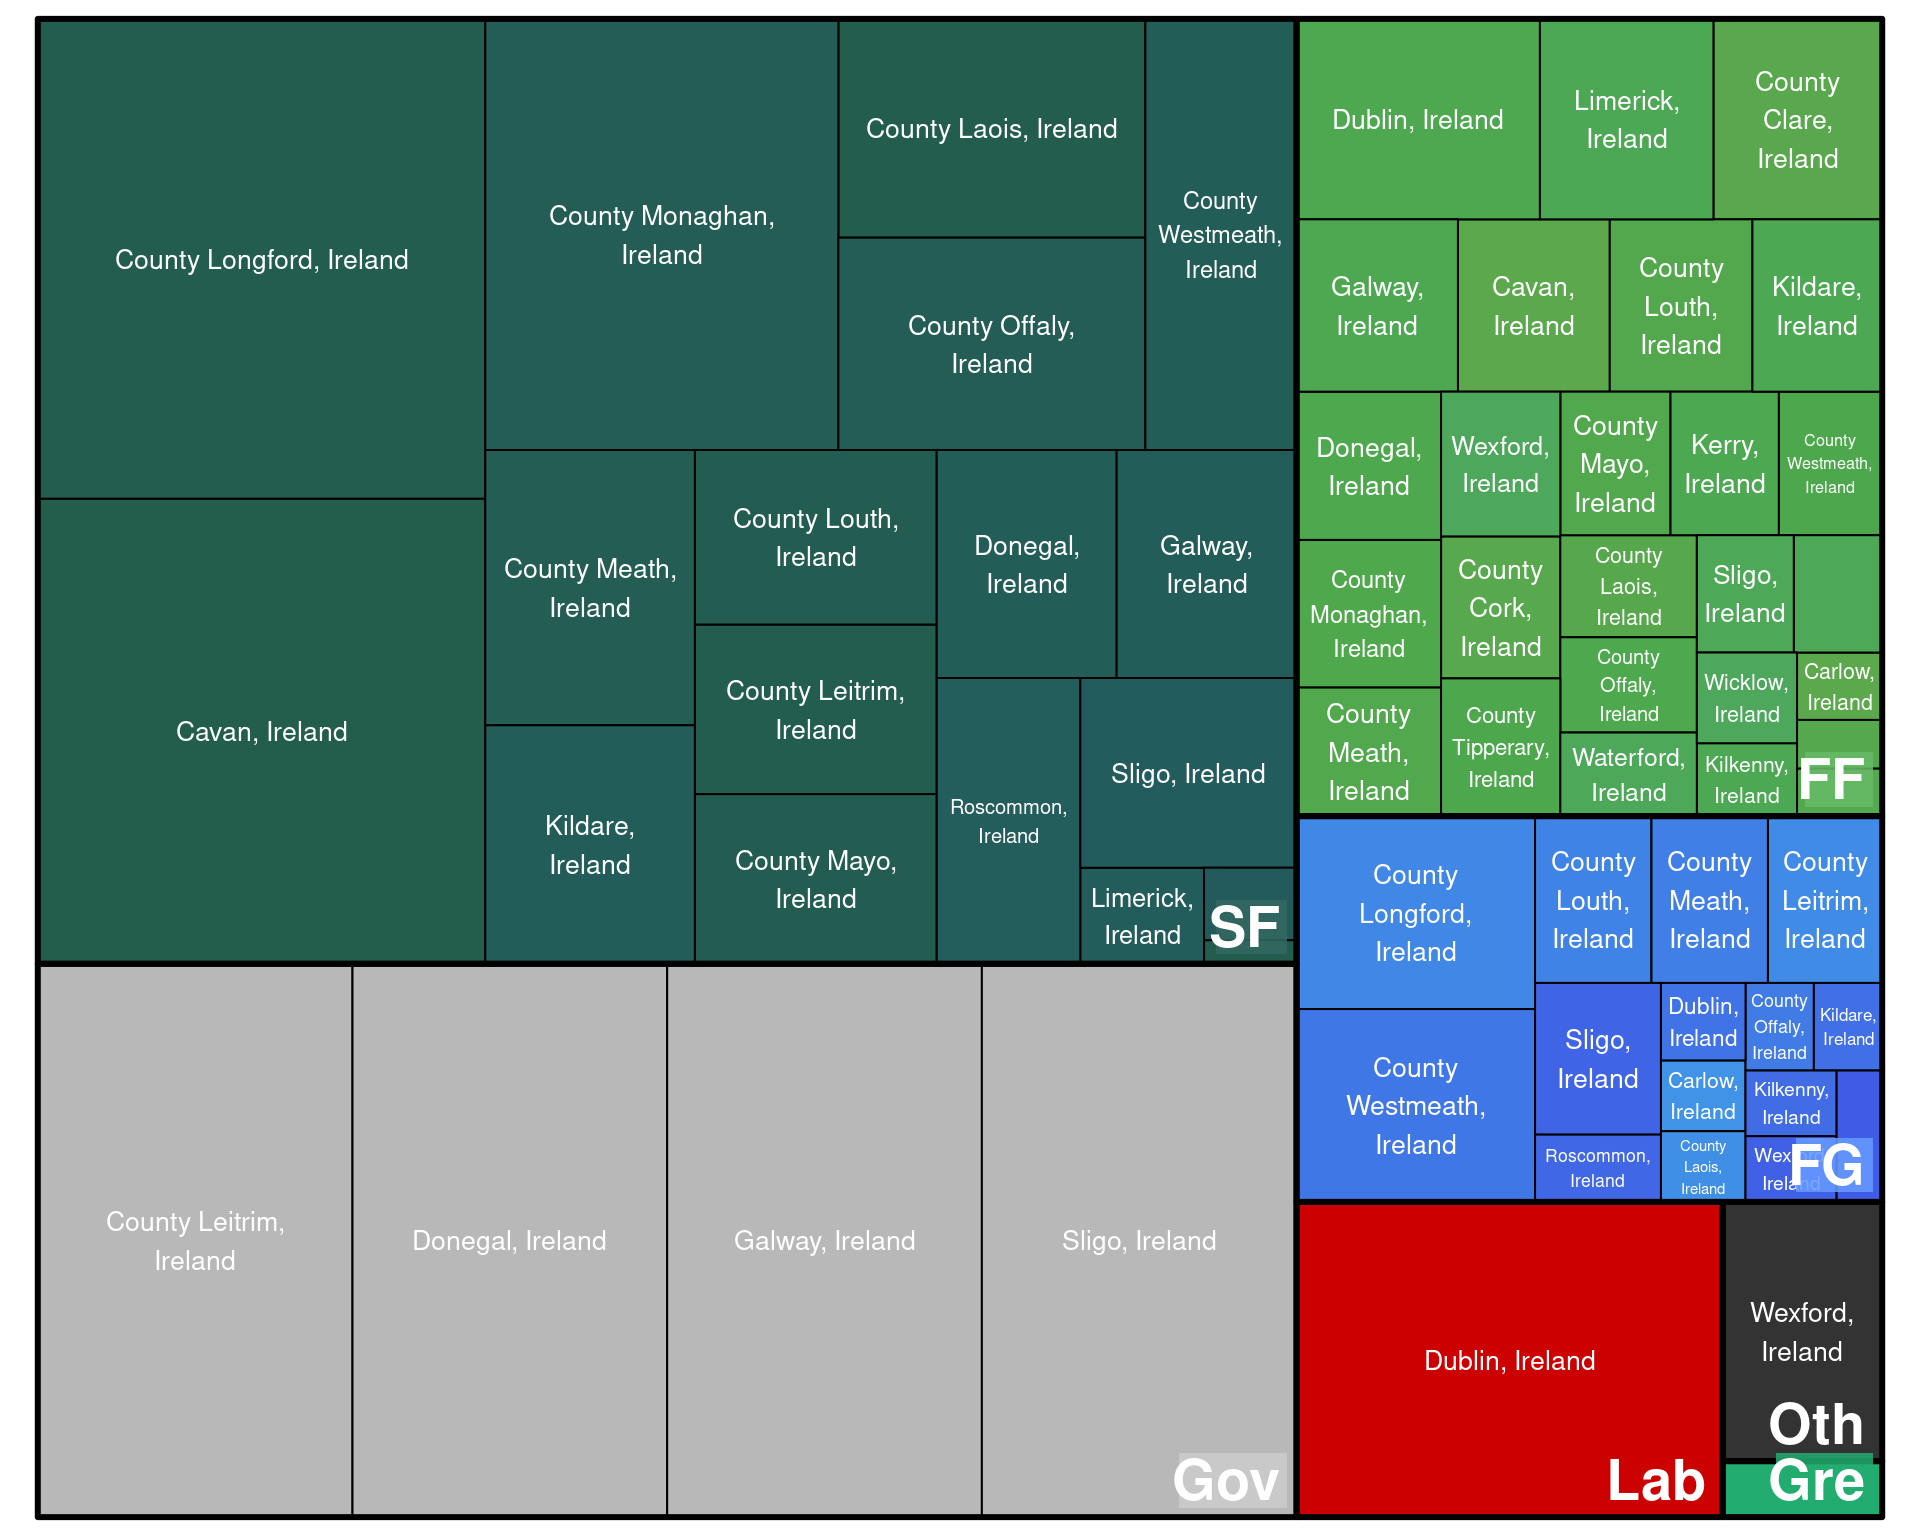 County Longford, Ireland
Cavan, Ireland
County Monaghan,
Ireland
County Laois, Ireland
County Offaly,
Ireland
County
Westmeath,
Ireland
County Meath,
Ireland
Kildare,
Ireland
County Louth,
Ireland
County Leitrim,
Ireland
County Mayo,
Ireland
Donegal,
Ireland
Galway,
Ireland
Roscommon,
Ireland
Sligo, Ireland
Limerick,
Ireland
SF
County Leitrim,
Ireland
Donegal, Ireland
Galway, Ireland
Sligo, Ireland
Gov
Dublin, Ireland
Limerick,
Ireland
County
Clare,
Ireland
Galway,
Ireland
Cavan,
Ireland
County
Louth,
Ireland
Kildare,
Ireland
Donegal,
Ireland
Wexford,
Ireland
County
Mayo,
Ireland
Kerry,
Ireland
County
Westmeath,
Ireland
County
Monaghan,
Ireland
County
Cork,
Ireland
County
Laois,
Ireland
Sligo,
Ireland
County
Offaly,
Ireland
Wicklow,
Ireland
Carlow,
Ireland
County
Meath,
Ireland
County
Tipperary,
Ireland
Waterford,
Ireland
Kilkenny,
Ireland
FF
County
Longford,
Ireland
County
Westmeath,
Ireland
County
Louth,
Ireland
County
Meath,
Ireland
County
Leitrim,
Ireland
Sligo,
Ireland
Roscommon,
Ireland
Dublin,
Ireland
Carlow,
Ireland
County
Laois,
Ireland
County
Offaly,
Ireland
Kildare,
Ireland
Kilkenny,
Ireland
Wexford,
Ireland
FG
Dublin, Ireland
Lab
Wexford,
Ireland
Oth
Gre